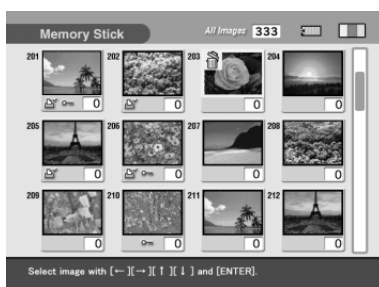 Memory Stick All Images 333
201 202 203 204
0 0 0 0
205 206 207 208
0 0 0 0
209 210 211 212
0 0 0 0
Select image with [←][→][↑][↓] and [ENTER].